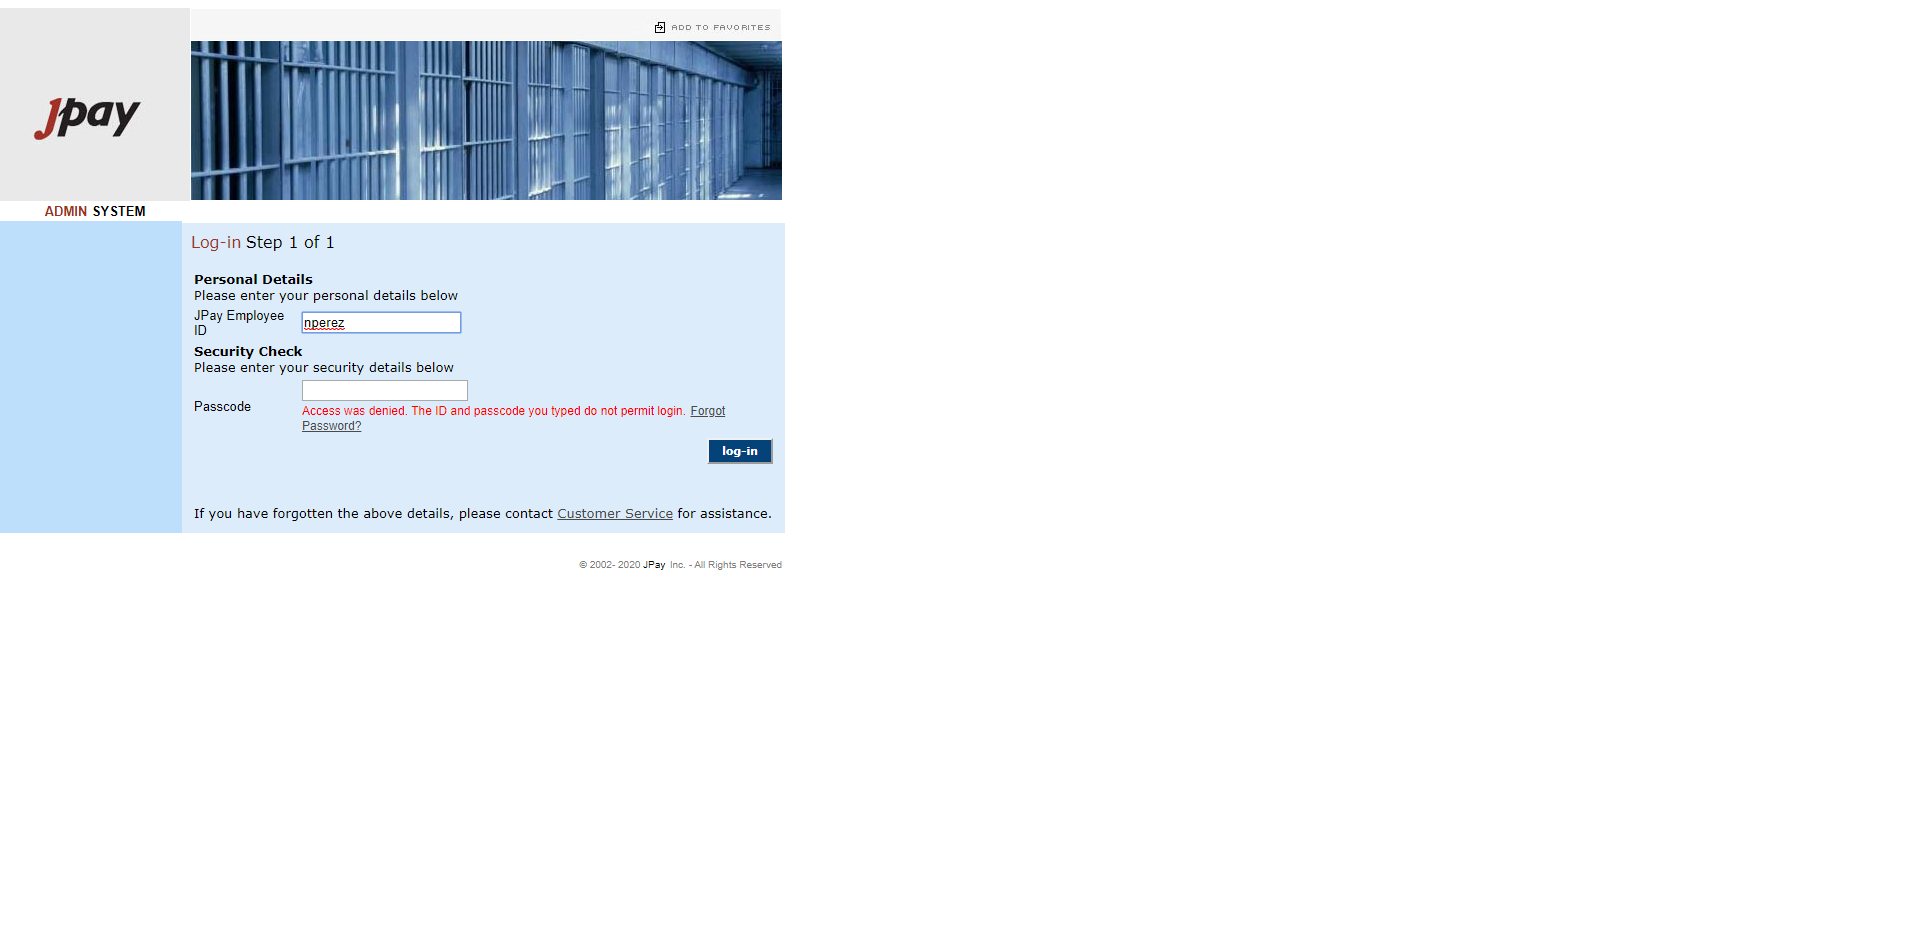 ADD TO FAVORITES
Jpay
ADMIN SYSTEM
Log-in Step 1 of 1
Personal Details
Please enter your personal details below
JPay Employee
ID
nperez
Security Check
Please enter your security details below
Passcode
Access was denied. The ID and passcode you typed do not permit login. Forgot
Password?
log-in
If you have forgotten the above details, please contact Customer Service for assistance.
© 2002- 2020 JPay Inc. - All Rights Reserved